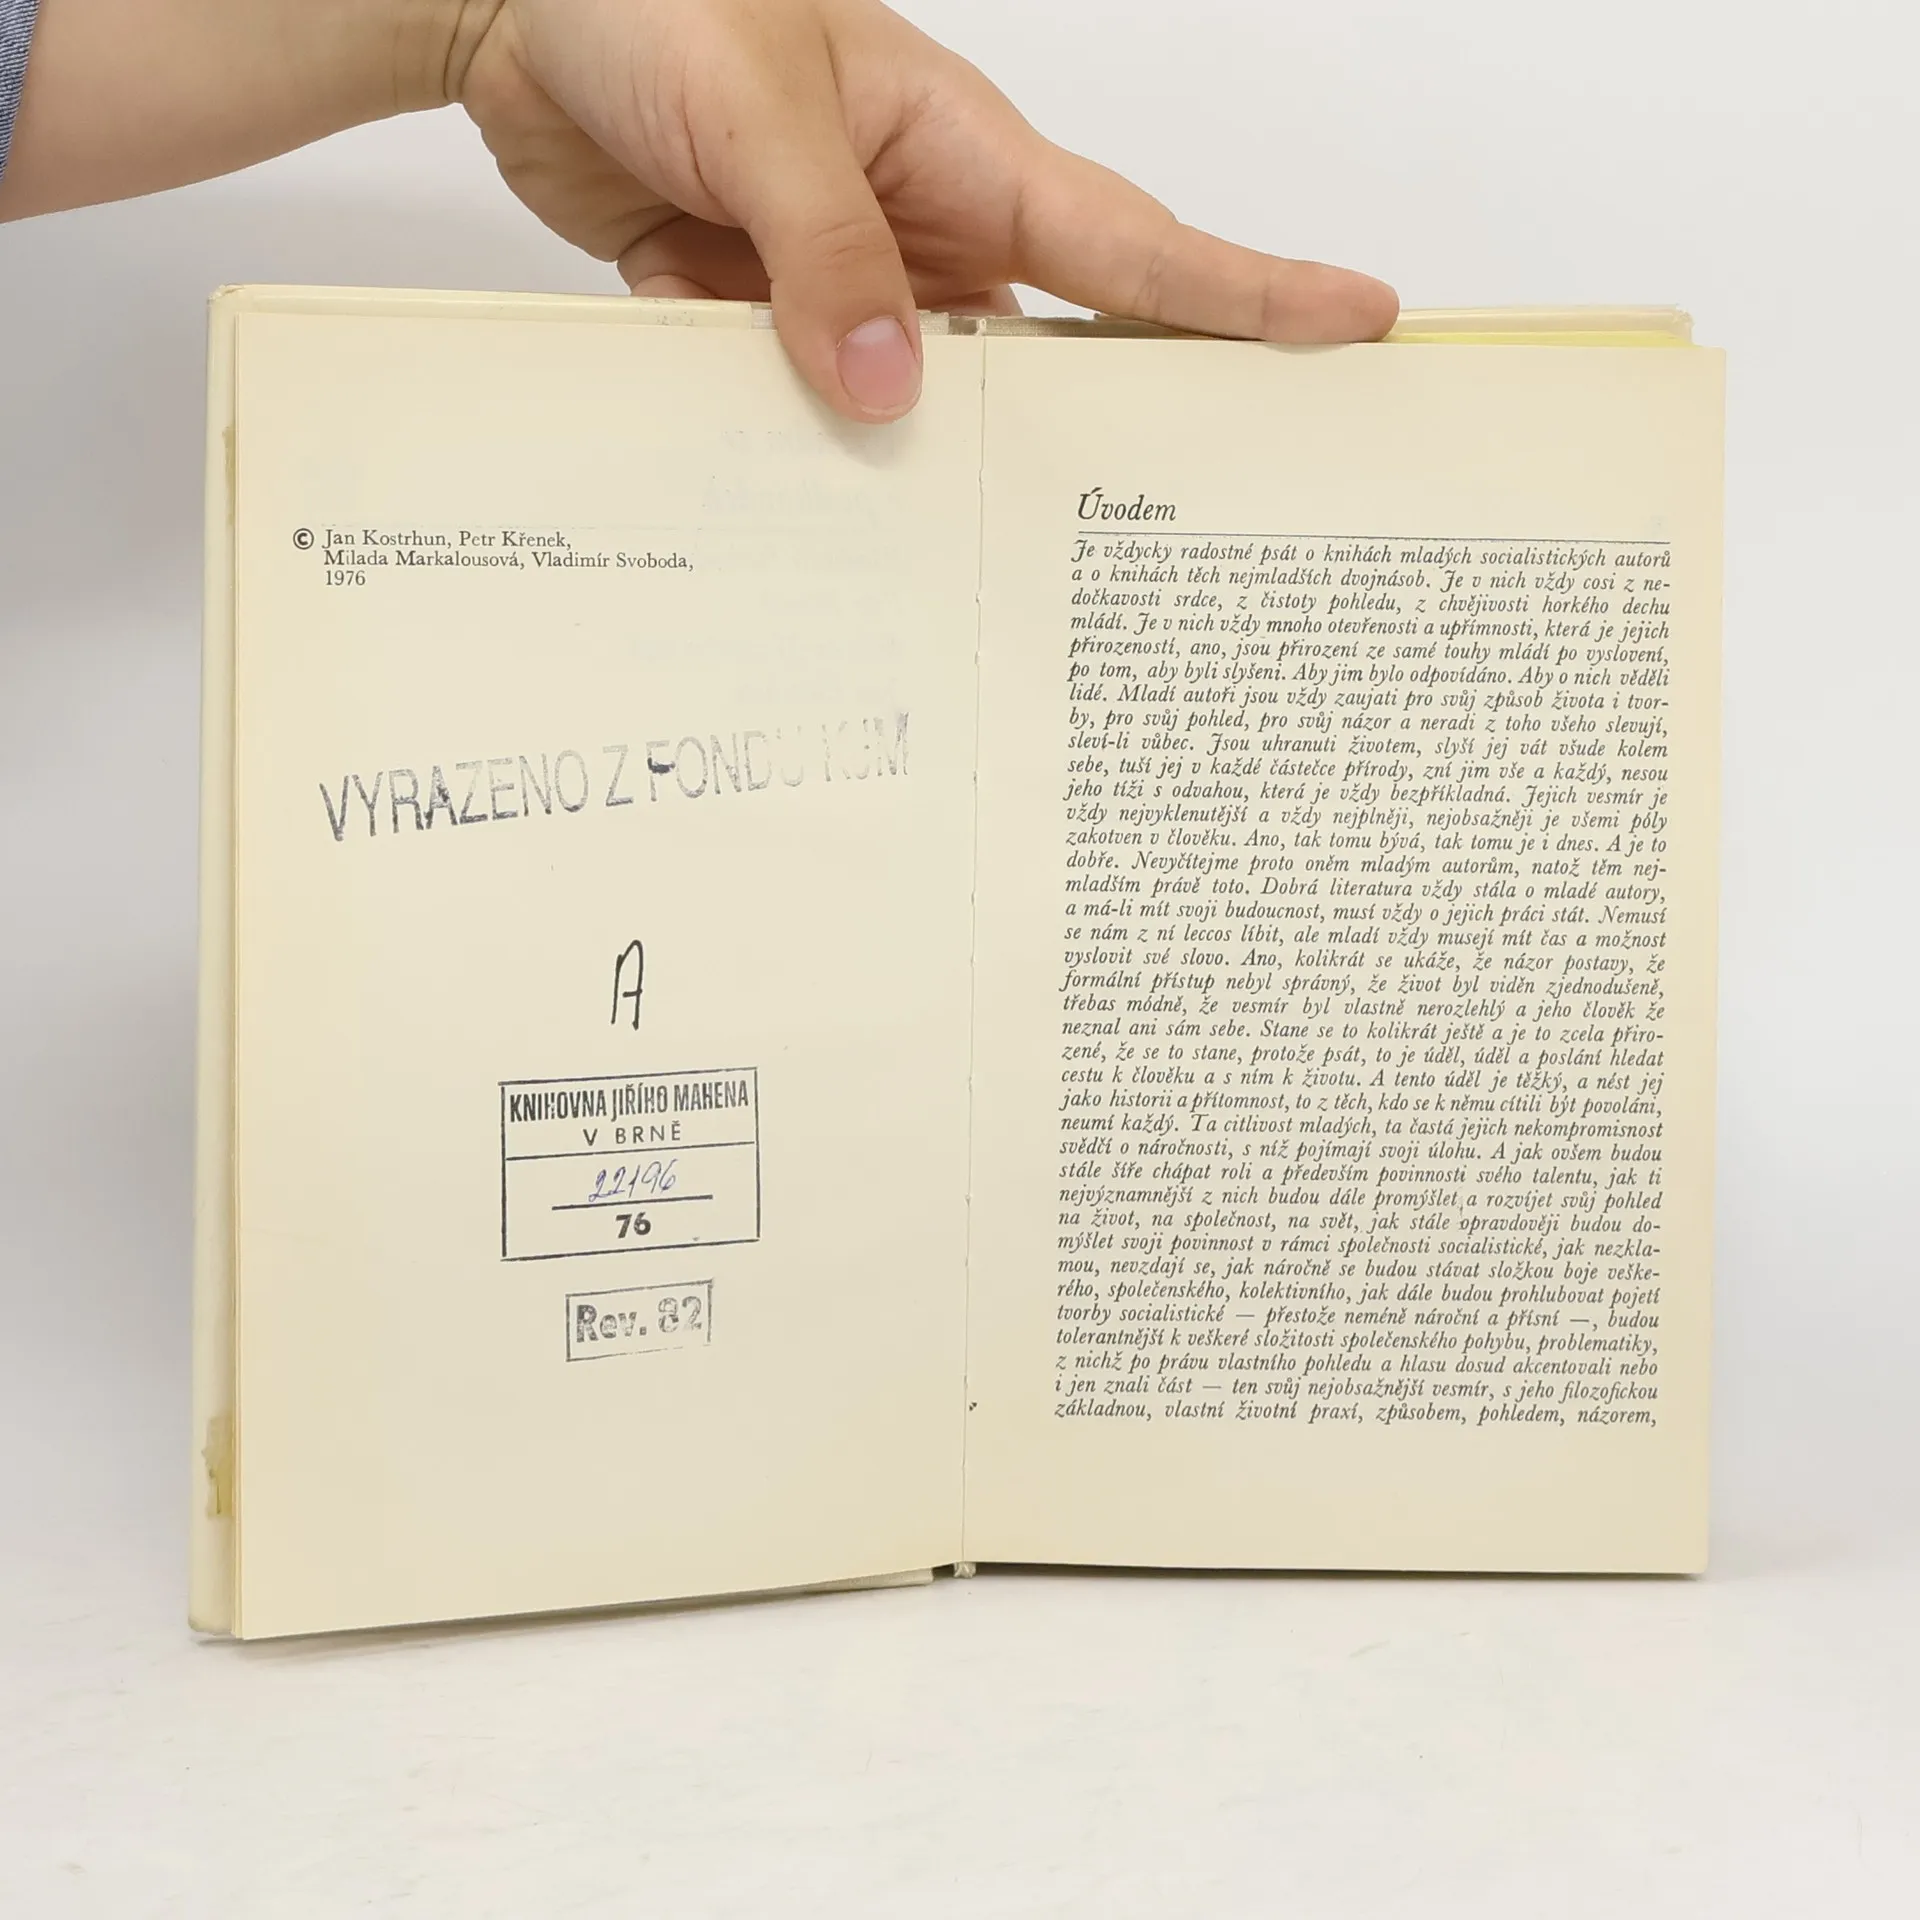 © Jan Kostrhun, Petr Křenek,
Milada Markalousová, Vladimír Svoboda,
1976
VYRAZENO Z FONDU KJM
A
KNIHOVNA JIŘÍHO MAHENA
V BRNĚ
22196
76
Rev. 82
Úvodem
Je vždycky radostné psát o knihách mladých socialistických autorů
a o knihách těch nejmladších dvojnásob. Je v nich vždy cosi z ne-
dočkavosti srdce, z čistoty pohledu, z chvějivosti horkého dechu
mládí. Je v nich vždy mnoho otevřenosti a upřímnosti, která je jejich
přirozeností, ano, jsou přirození ze samé touhy mládí po vyslovení,
po tom, aby byli slyšeni. Aby jim bylo odpovídáno. Aby o nich věděli
lidé. Mladí autoři jsou vždy zaujati pro svůj způsob života i tvor-
by, pro svůj pohled, pro svůj názor a neradi z toho všeho slevují,
sleví-li vůbec. Jsou uhranuti životem, slyší jej vát všude kolem
sebe, tuší jej v každé částečce přírody, zní jim vše a každý, nesou
jeho tíži s odvahou, která je vždy bezpříkladná. Jejich vesmír je
vždy nejvyklenutější a vždy nejplněji, nejobsažněji je všemi póly
zakotven v člověku. Ano, tak tomu bývá, tak tomu je i dnes. A je to
dobře. Nevyčítejme proto oněm mladým autorům, natož těm nej-
mladším právě toto. Dobrá literatura vždy stála o mladé autory,
a má-li mít svoji budoucnost, musí vždy o jejich práci stát. Nemusí
se nám z ní leccos líbit, ale mladí vždy musejí mít čas a možnost
vyslovit své slovo. Ano, kolikrát se ukáže, že názor postavy, že
formální přístup nebyl správný, že život byl viděn zjednodušeně,
třebas módně, že vesmír byl vlastně nerozlehlý a jeho člověk že
neznal ani sám sebe. Stane se to kolikrát ještě a je to zcela přiro-
zené, že se to stane, protože psát, to je úděl, úděl a poslání hledat
cestu k člověku a s ním k životu. A tento úděl je těžký, a nést jej
jako historii a přítomnost, to z těch, kdo se k němu cítili být povoláni,
neumí každý. Ta citlivost mladých, ta častá jejich nekompromisnost
svědčí o náročnosti, s níž pojímají svoji úlohu. A jak ovšem budou
stále šíře chápat roli a především povinnosti svého talentu, jak ti
nejvýznamnější z nich budou dále promýšlet a rozvíjet svůj pohled
na život, na společnost, na svět, jak stále opravdověji budou do-
mýšlet svoji povinnost v rámci společnosti socialistické, jak nezkla-
mou, nevzdají se, jak náročně se budou stávat složkou boje veške-
rého, společenského, kolektivního, jak dále budou prohlubovat pojetí
tvorby socialistické — přestože neméně nároční a přísní —, budou
tolerantnější k veškeré složitosti společenského pohybu, problematiky,
z nichž po právu vlastního pohledu a hlasu dosud akcentovali nebo
i jen znali část — ten svůj nejobsažnější vesmír, s jeho filozofickou
základnou, vlastní životní praxí, způsobem, pohledem, názorem,